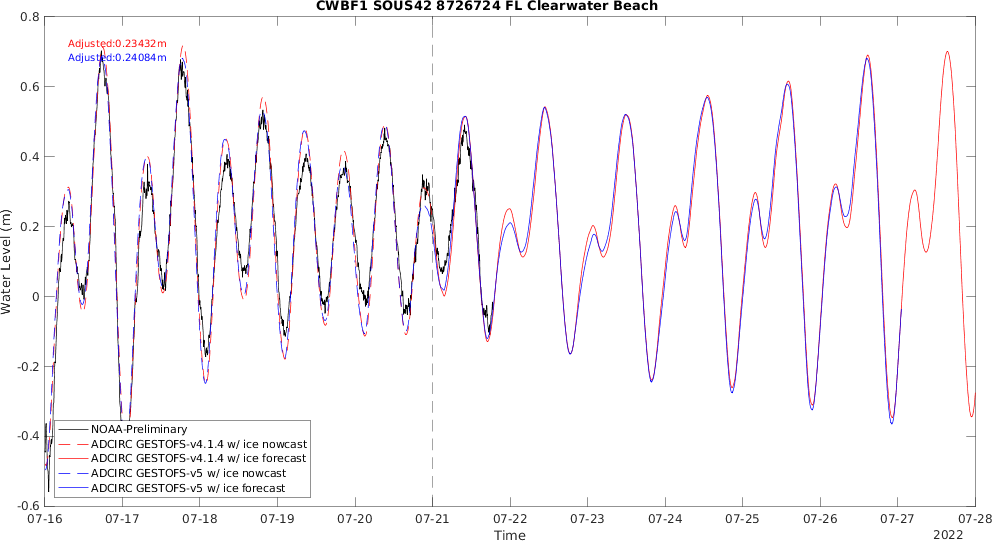 CWBF1 SOUS42 8726724 FL Clearwater Beach
Adjusted:0.23432m
Adjusted:0.24084m
Water Level (m)
0.8
0.6
0.4
0.2
0
-0.2
-0.4
-0.6
NOAA-Preliminary
ADCIRC GESTOFS-v4.1.4 w/ ice nowcast
ADCIRC GESTOFS-v4.1.4 w/ ice forecast
ADCIRC GESTOFS-v5 w/ ice nowcast
ADCIRC GESTOFS-v5 w/ ice forecast
07-16 07-17 07-18 07-19 07-20 07-21 07-22 07-23 07-24 07-25 07-26 07-27 07-28
Time
2022